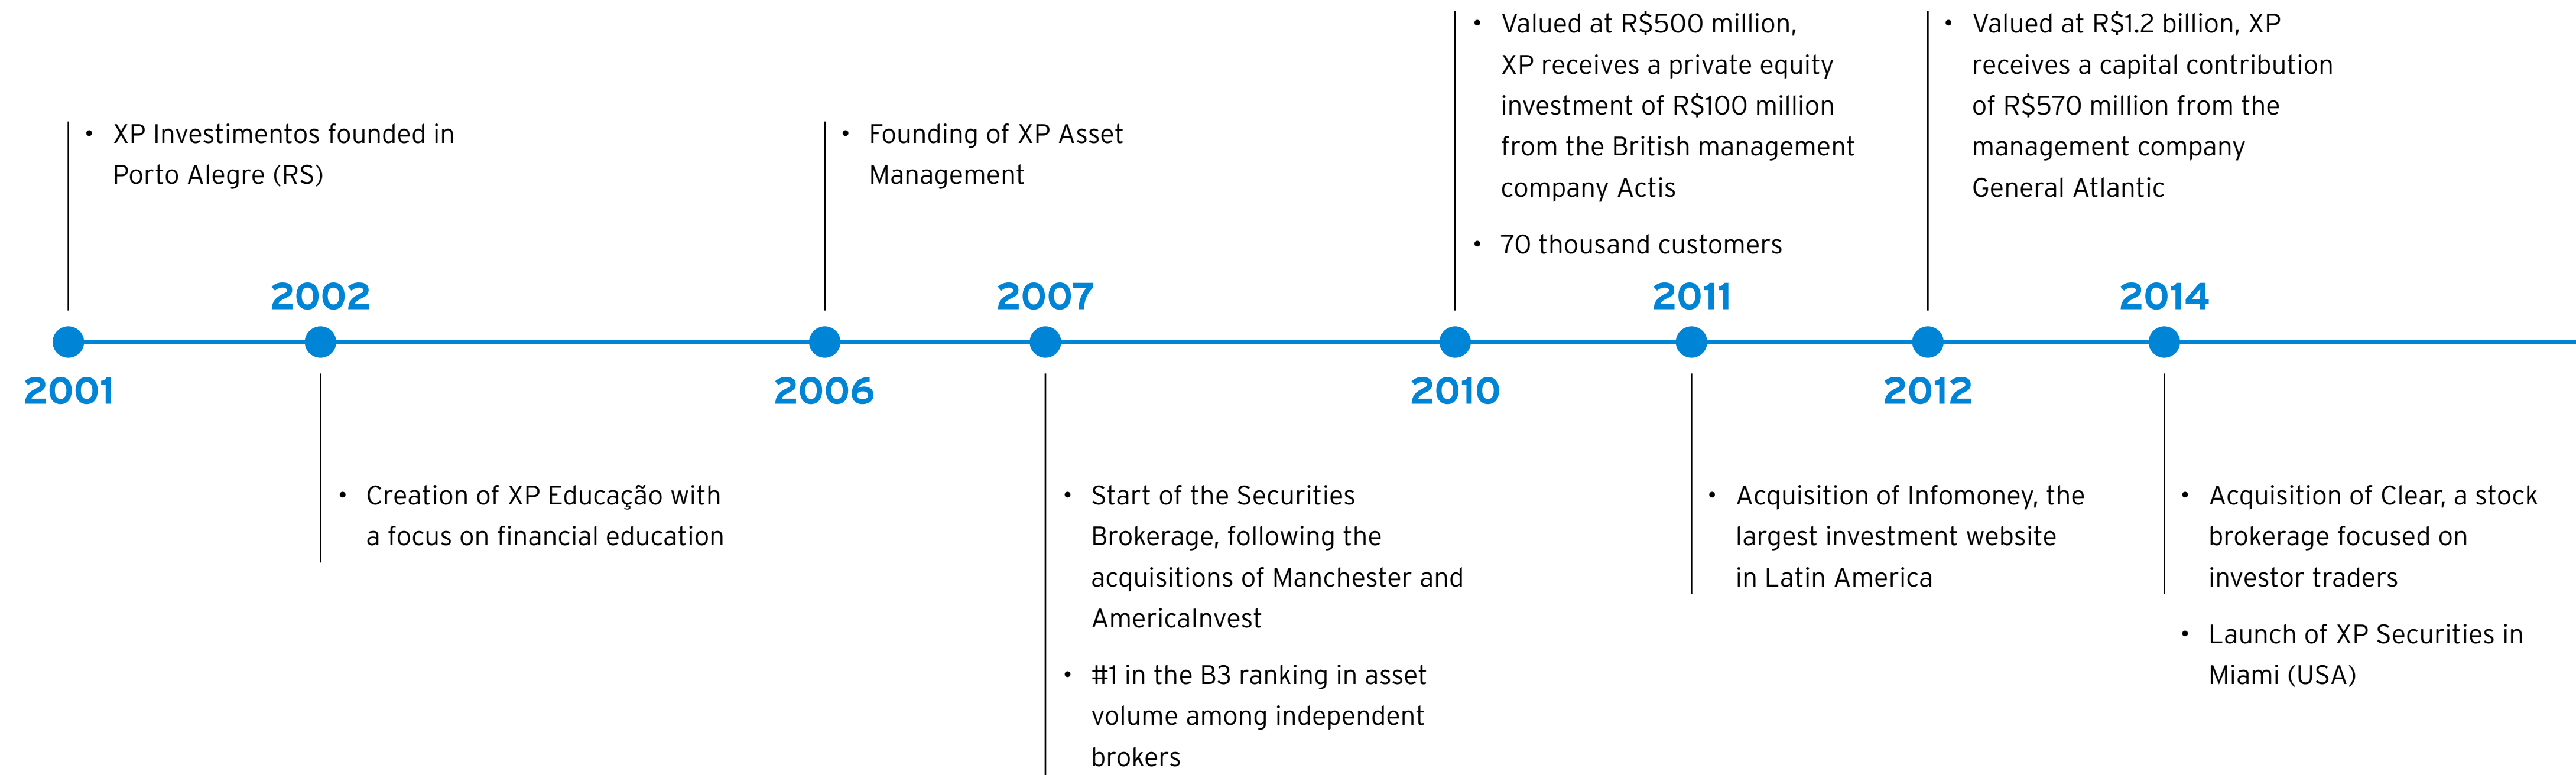 2001
• XP Investimentos founded in
Porto Alegre (RS)
2002
• Creation of XP Educação with
a focus on financial education
2006
• Founding of XP Asset
Management
2007
• Start of the Securities
Brokerage, following the
acquisitions of Manchester and
AmericaInvest
• #1 in the B3 ranking in asset
volume among independent
brokers
2010
• Valued at R$500 million,
XP receives a private equity
investment of R$100 million
from the British management
company Actis
• 70 thousand customers
2011
• Acquisition of Infomoney, the
largest investment website
in Latin America
2012
• Valued at R$1.2 billion, XP
receives a capital contribution
of R$570 million from the
management company
General Atlantic
2014
• Acquisition of Clear, a stock
brokerage focused on
investor traders
• Launch of XP Securities in
Miami (USA)